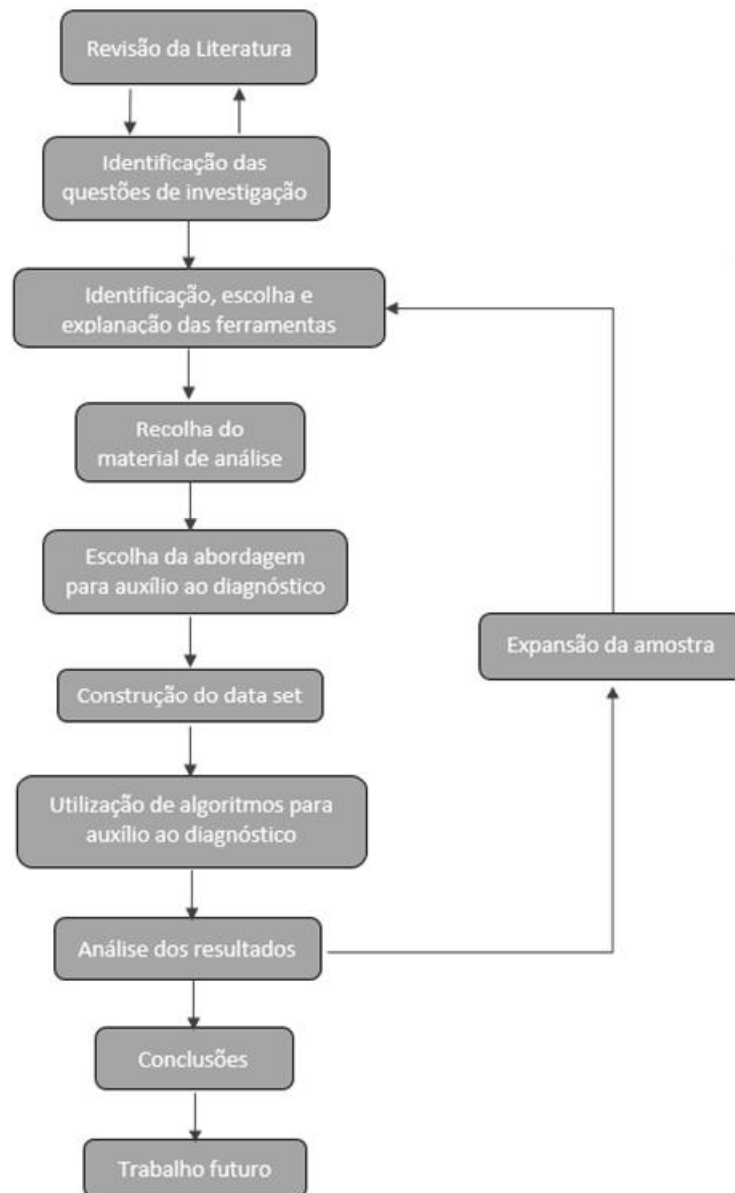 Revisão da Literatura
Identificação das
questões de investigação
Identificação, escolha e
explanação das ferramentas
Recolha do
material de análise
Escolha da abordagem
para auxílio ao diagnóstico
Expansão da amostra
Construção do data set
Utilização de algoritmos para
auxílio ao diagnóstico
Análise dos resultados
Conclusões
Trabalho futuro